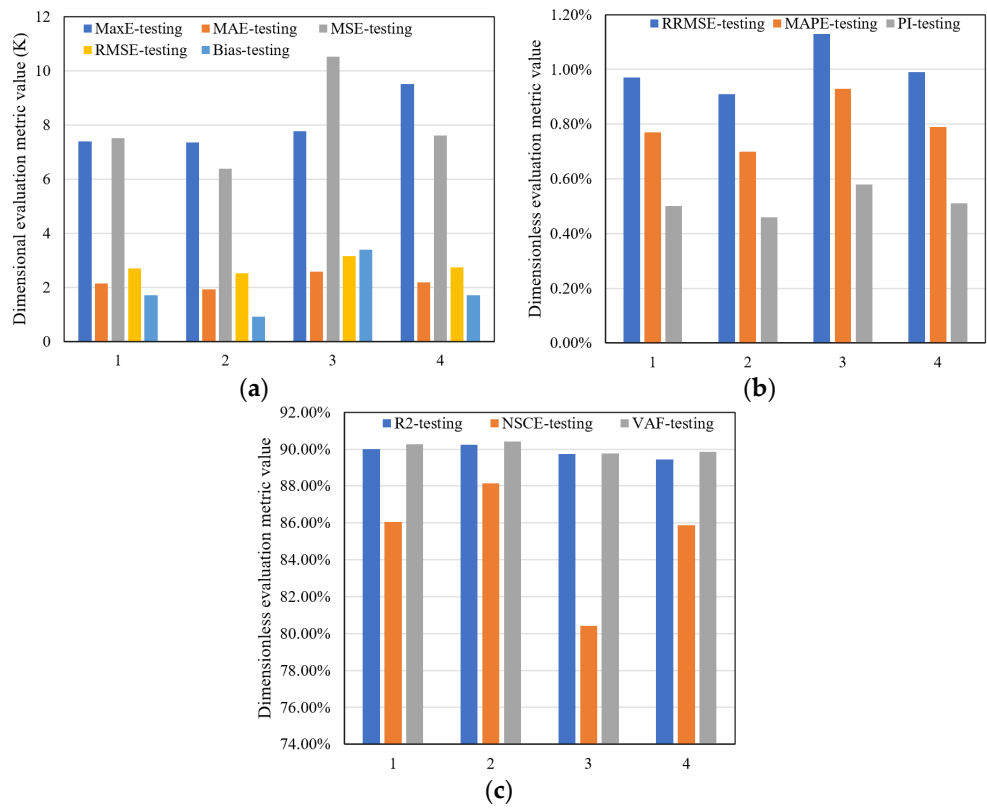 Dimensional evaluation metric value (K)
12
10
8
6
4
2
0
MaxE-testing MAE-testing MSE-testing
RMSE-testing Bias-testing
1 2 3 4
(a)
Dimensionless evaluation metric value
1.20%
1.00%
0.80%
0.60%
0.40%
0.20%
0.00%
RRMSE-testing MAPE-testing PI-testing
1 2 3 4
(b)
Dimensionless evaluation metric value
92.00%
90.00%
88.00%
86.00%
84.00%
82.00%
80.00%
78.00%
76.00%
74.00%
R2-testing NSCE-testing VAF-testing
1 2 3 4
(c)